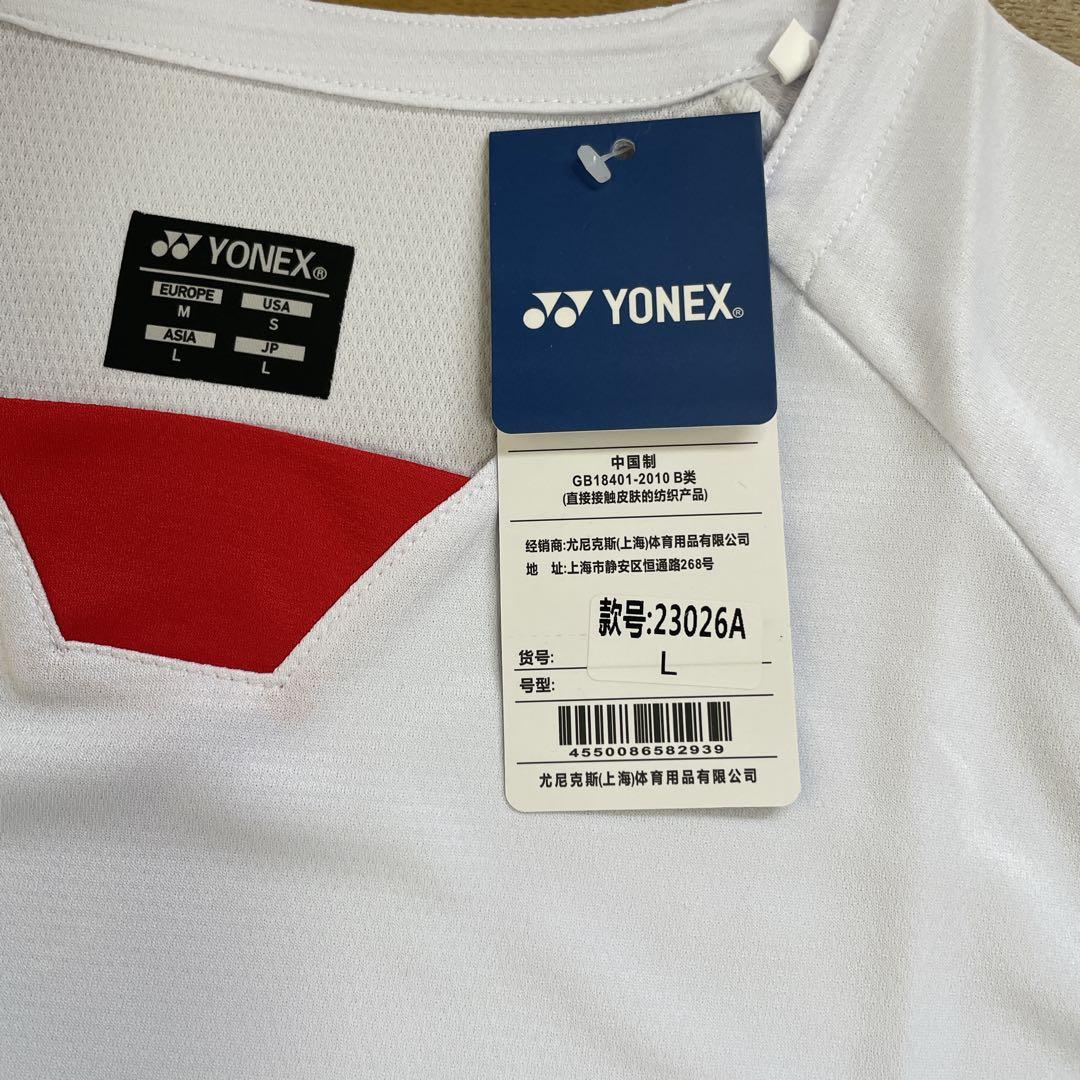 YONEX®
EUROPE USA
M S
ASIA JP
L L
YONEX®
中国制
GB18401-2010 B类
(直接接触皮肤的纺织产品)
经销商:尤尼克斯(上海)体育用品有限公司
地 址:上海市静安区恒通路268号
款号:23026A
L
货号:
号型:
4550086582939
尤尼克斯(上海)体育用品有限公司